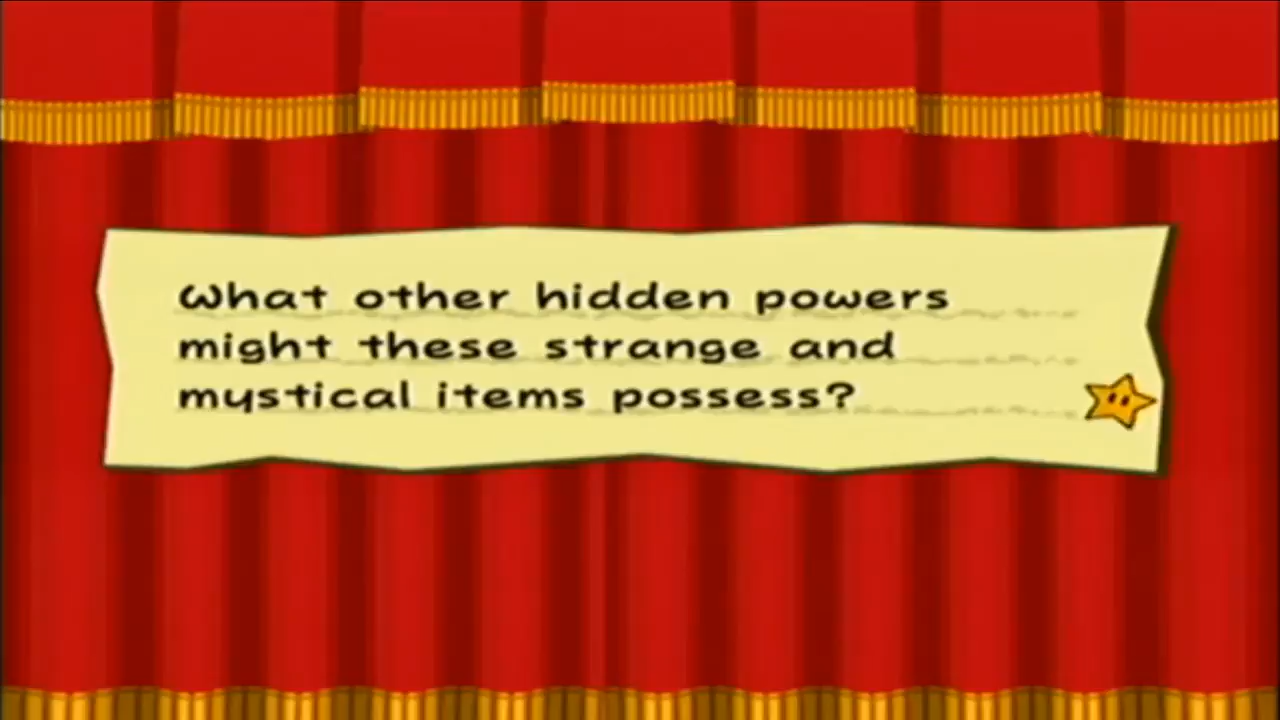 What other hidden powers
might these strange and
mystical items possess?